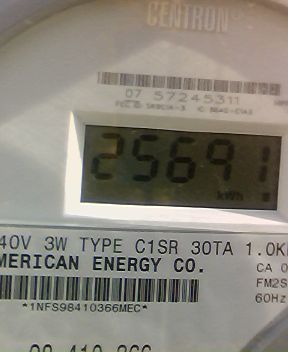 CENTRON®
07 57245311
25691
kWh
40V 3W TYPE C1SR 30TA 1.0K
MERICAN ENERGY CO.
CA 0
FM2S
60Hz
*1NFS98410366MEC*